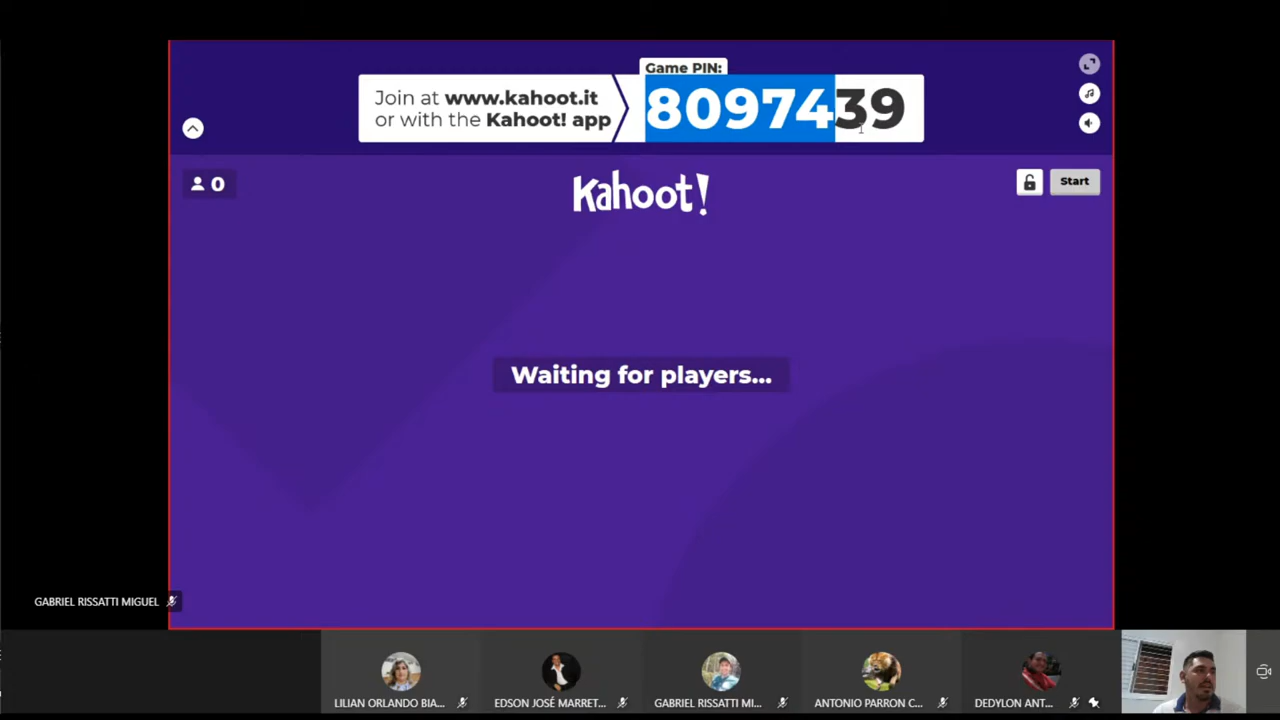 Game PIN:
Join at www.kahoot.it
or with the Kahoot! app
8097439
0
Kahoot!
Start
Waiting for players...
GABRIEL RISSATTI MIGUEL
LILIAN ORLANDO BIA...
EDSON JOSÉ MARRET...
GABRIEL RISSATTI MI...
ANTONIO PARRON C...
DEDYLON ANT...